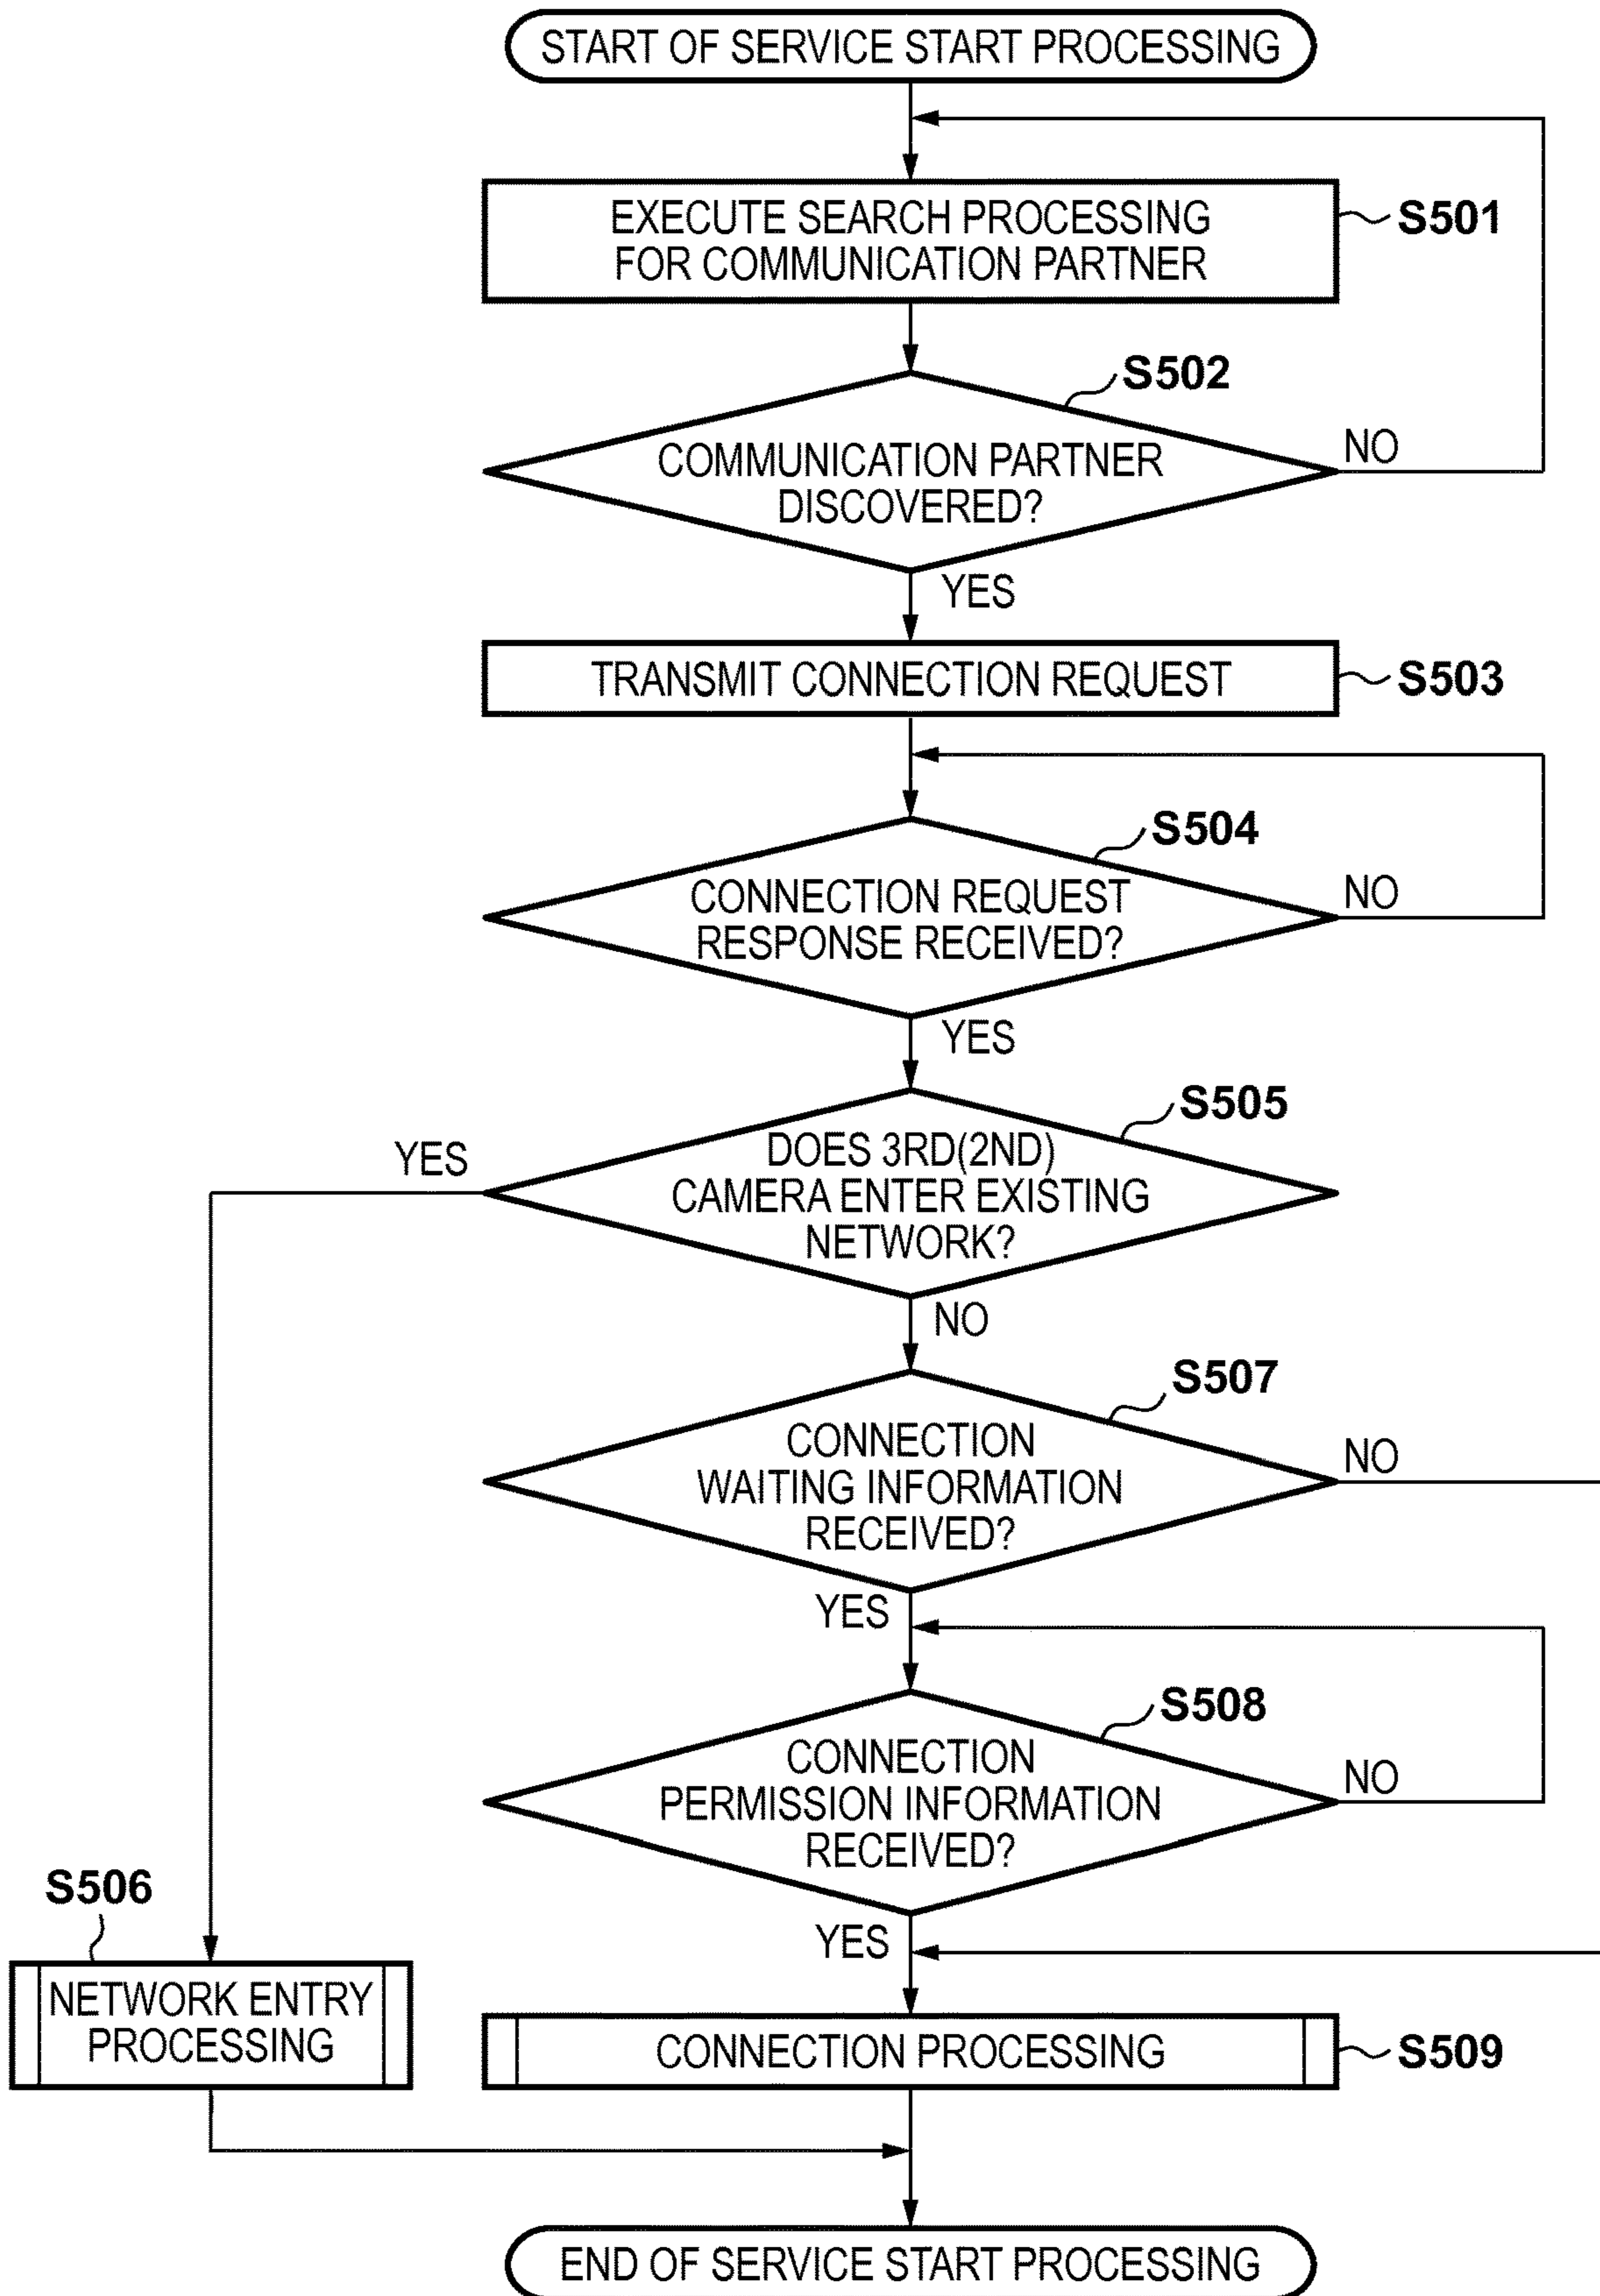 START OF SERVICE START PROCESSING
EXECUTE SEARCH PROCESSING
FOR COMMUNICATION PARTNER
S501
S502
COMMUNICATION PARTNER
DISCOVERED?
NO
YES
TRANSMIT CONNECTION REQUEST
S503
S504
CONNECTION REQUEST
RESPONSE RECEIVED?
NO
YES
S505
DOES 3RD(2ND)
CAMERA ENTER EXISTING
NETWORK?
YES
NO
S507
CONNECTION
WAITING INFORMATION
RECEIVED?
NO
YES
S508
CONNECTION
PERMISSION INFORMATION
RECEIVED?
NO
YES
S506
NETWORK ENTRY
PROCESSING
CONNECTION PROCESSING
S509
END OF SERVICE START PROCESSING